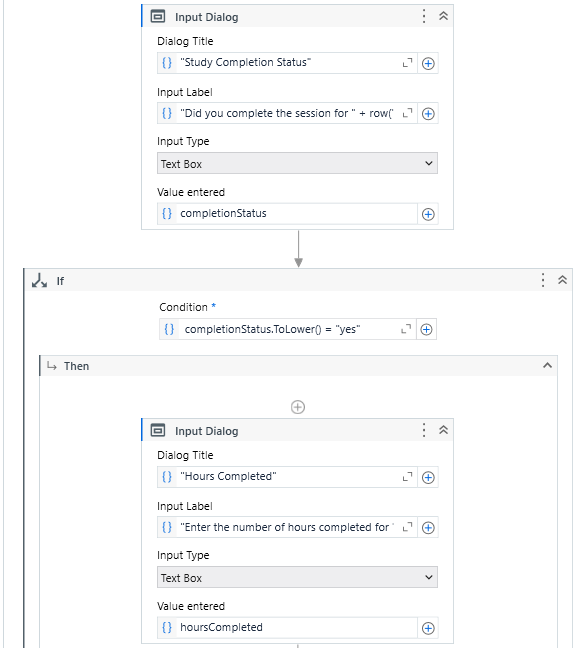 Input Dialog
Dialog Title
"Study Completion Status"
Input Label
"Did you complete the session for " + row("
Input Type
Text Box
Value entered
completionStatus
If
Condition *
completionStatus.ToLower() = "yes"
Then
Input Dialog
Dialog Title
"Hours Completed"
Input Label
"Enter the number of hours completed for "
Input Type
Text Box
Value entered
hoursCompleted